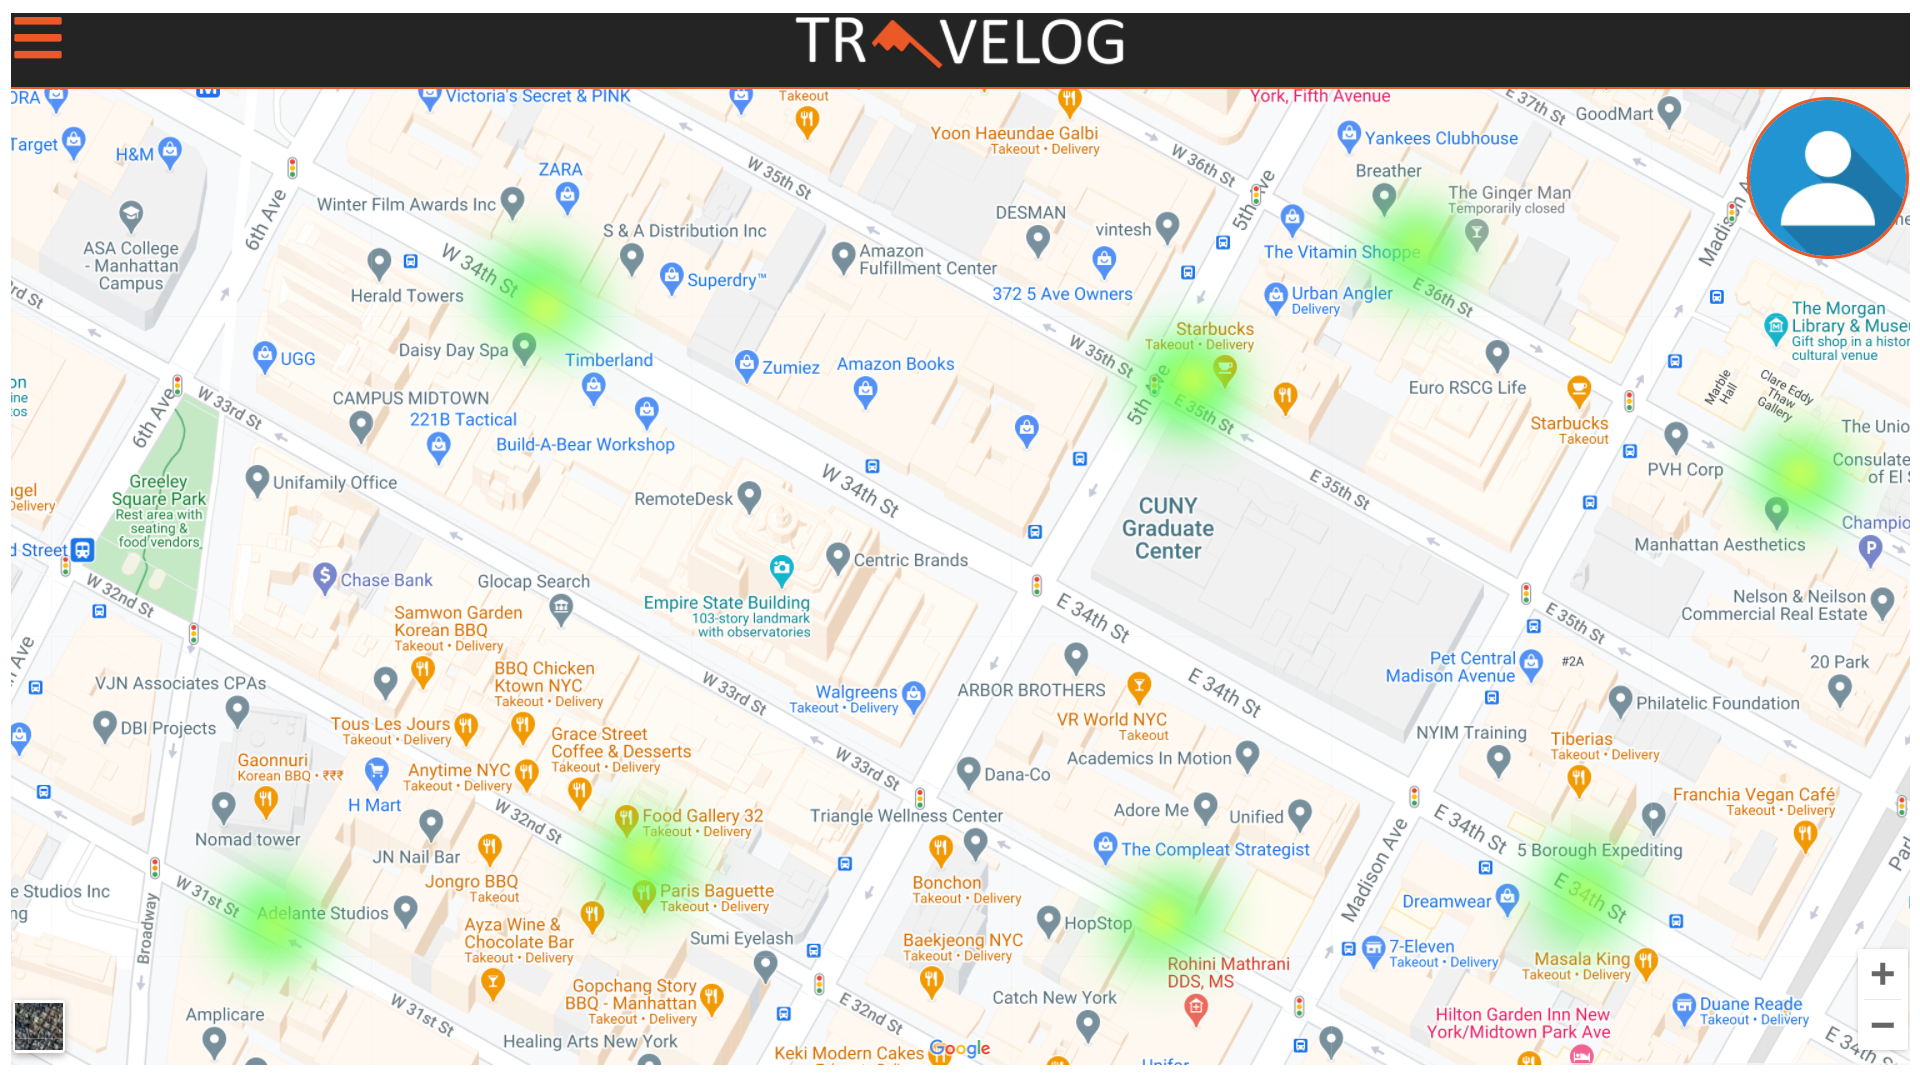 TRAVELOG
ORA
Victoria's Secret & PINK
Takeout
York, Fifth Avenue
E 37th St
GoodMart
Target
H&M
Yoon Haeundae Galbi
Takeout • Delivery
Yankees Clubhouse
W 35th St
W 36th St
ZARA
Breather
Winter Film Awards Inc
The Ginger Man
Temporarily closed
6th Ave
5th Ave
Madison A
ASA College
- Manhattan
Campus
S & A Distribution Inc
DESMAN
vintesh
Amazon
Fulfillment Center
The Vitamin Shoppe
W 34th St
Superdry™
Herald Towers
372 5 Ave Owners
Urban Angler
Delivery
E 36th St
rd St
The Morgan
Library & Museu
Gift shop in a histor
cultural venue
Starbucks
Takeout • Delivery
W 35th St
Daisy Day Spa
UGG
Timberland
Zumiez
Amazon Books
Euro RSCG Life
Marble
Hall
Clare Eddy
Thaw
Gallery
on
ine
tos
W 33rd St
CAMPUS MIDTOWN
221B Tactical
6th Ave
5th Ave
E 35th St
Starbucks
Takeout
The Unio
Build-A-Bear Workshop
PVH Corp
Consulate
of El S
Greeley
Square Park
Rest area with
seating &
food vendors
Unifamily Office
RemoteDesk
W 34th St
E 35th St
CUNY
Graduate
Center
ngel
Delivery
Champio
d Street
Manhattan Aesthetics
Centric Brands
Chase Bank
Glocap Search
W 32nd St
Empire State Building
103-story landmark
with observatories
E 34th St
Nelson & Neilson
Commercial Real Estate
E 35th St
Samwon Garden
Korean BBQ
Takeout • Delivery
Ave
Pet Central
Madison Avenue
#2A
20 Park
BBQ Chicken
Ktown NYC
Takeout • Delivery
W 33rd St
VJN Associates CPAs
Walgreens
Takeout • Delivery
ARBOR BROTHERS
E 34th St
Philatelic Foundation
DBI Projects
Tous Les Jours
Takeout • Delivery
VR World NYC
Takeout
Grace Street
Coffee & Desserts
Takeout • Delivery
NYIM Training
Tiberias
Takeout • Delivery
Gaonnuri
Korean BBQ • ₹₹₹
Anytime NYC
Takeout • Delivery
W 33rd St
Academics In Motion
Dana-Co
H Mart
Franchia Vegan Café
Takeout • Delivery
W 32nd St
Food Gallery 32
Takeout • Delivery
Triangle Wellness Center
Adore Me
Unified
E 34th St
Nomad tower
JN Nail Bar
The Compleat Strategist
5 Borough Expediting
Par
Jongro BBQ
Takeout
Bonchon
Takeout • Delivery
Madison Ave
E 34th St
e Studios Inc
ng
W 31st St
Adelante Studios
Paris Baguette
Takeout • Delivery
Dreamwear
HopStop
Broadway
Ayza Wine &
Chocolate Bar
Takeout • Delivery
Sumi Eyelash
Baekjeong NYC
Takeout • Delivery
7-Eleven
Takeout • Delivery
Masala King
Takeout • Delivery
Rohini Mathrani
DDS, MS
Gopchang Story
BBQ - Manhattan
Takeout • Delivery
E 32nd St
Catch New York
W 31st St
Amplicare
Hilton Garden Inn New
York/Midtown Park Ave
Duane Reade
Takeout • Delivery
Healing Arts New York
Keki Modern Cakes
Google
E 34th S